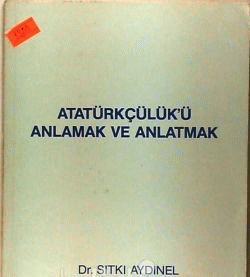 ATATÜRKÇÜLÜK'Ü
ANLAMAK VE ANLATMAK
Dr. SITKI AYDINEL